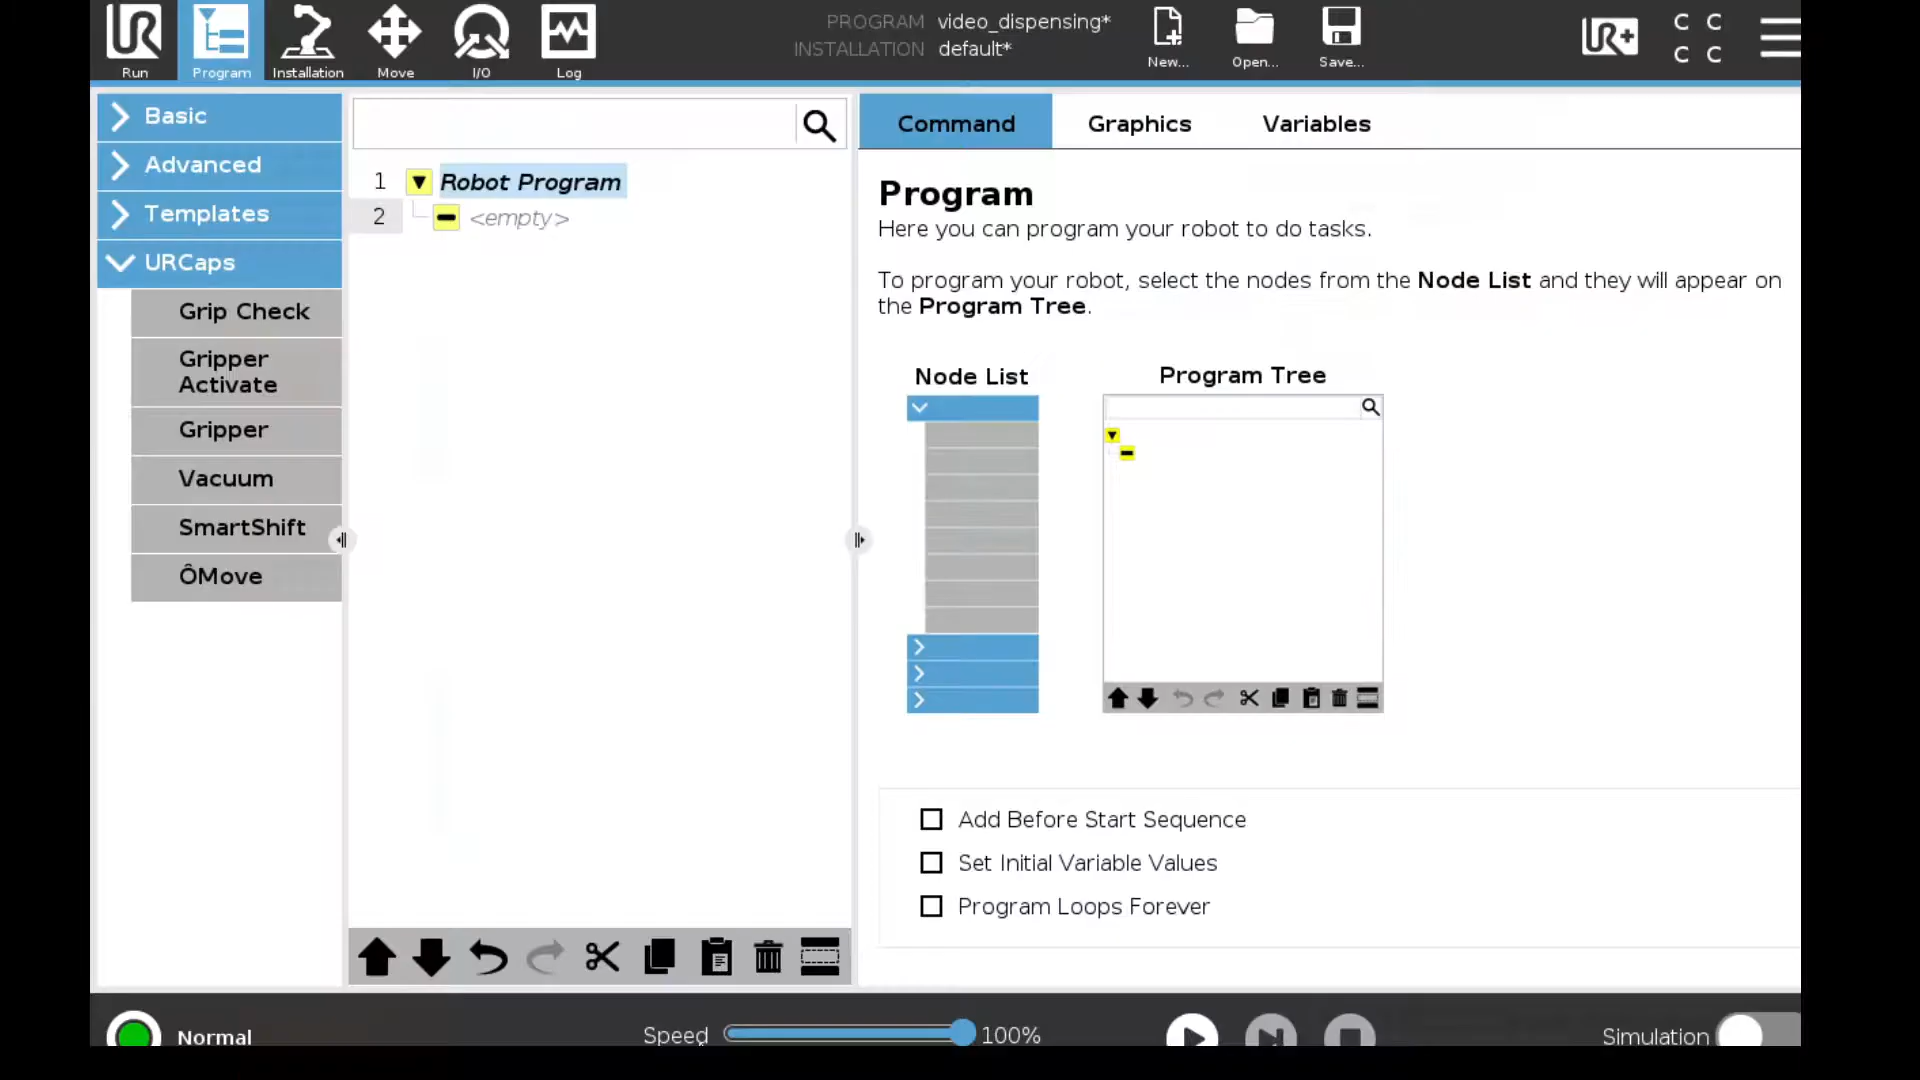 PROGRAM video_dispensing*
INSTALLATION default*
UR
Run
Program
Installation
Move
I/O
Log
New...
Open...
Save...
UR+
C C
C C
Basic
Advanced
Templates
URCaps
Grip Check
Gripper
Activate
Gripper
Vacuum
SmartShift
ÔMove
1 Robot Program
2 <empty>
Command Graphics Variables
Program
Here you can program your robot to do tasks.
To program your robot, select the nodes from the Node List and they will appear on
the Program Tree.
Node List
Program Tree
Add Before Start Sequence
Set Initial Variable Values
Program Loops Forever
Normal
Speed 100%
Simulation